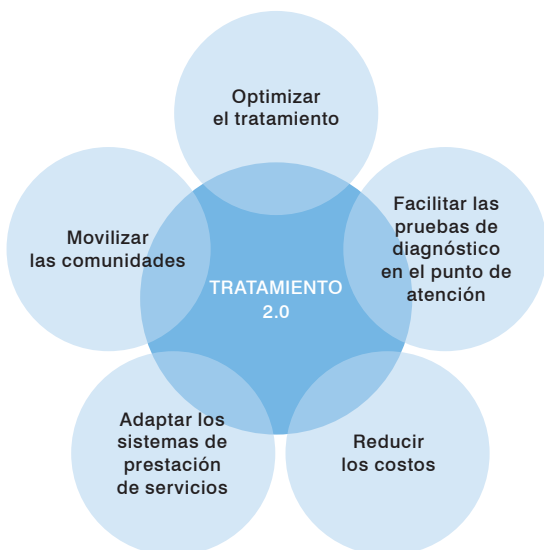 Optimizar
el tratamiento
Facilitar las
pruebas de
diagnóstico
en el punto de
atención
Movilizar
las comunidades
TRATAMIENTO
2.0
Adaptar los
sistemas de
prestación
de servicios
Reducir
los costos